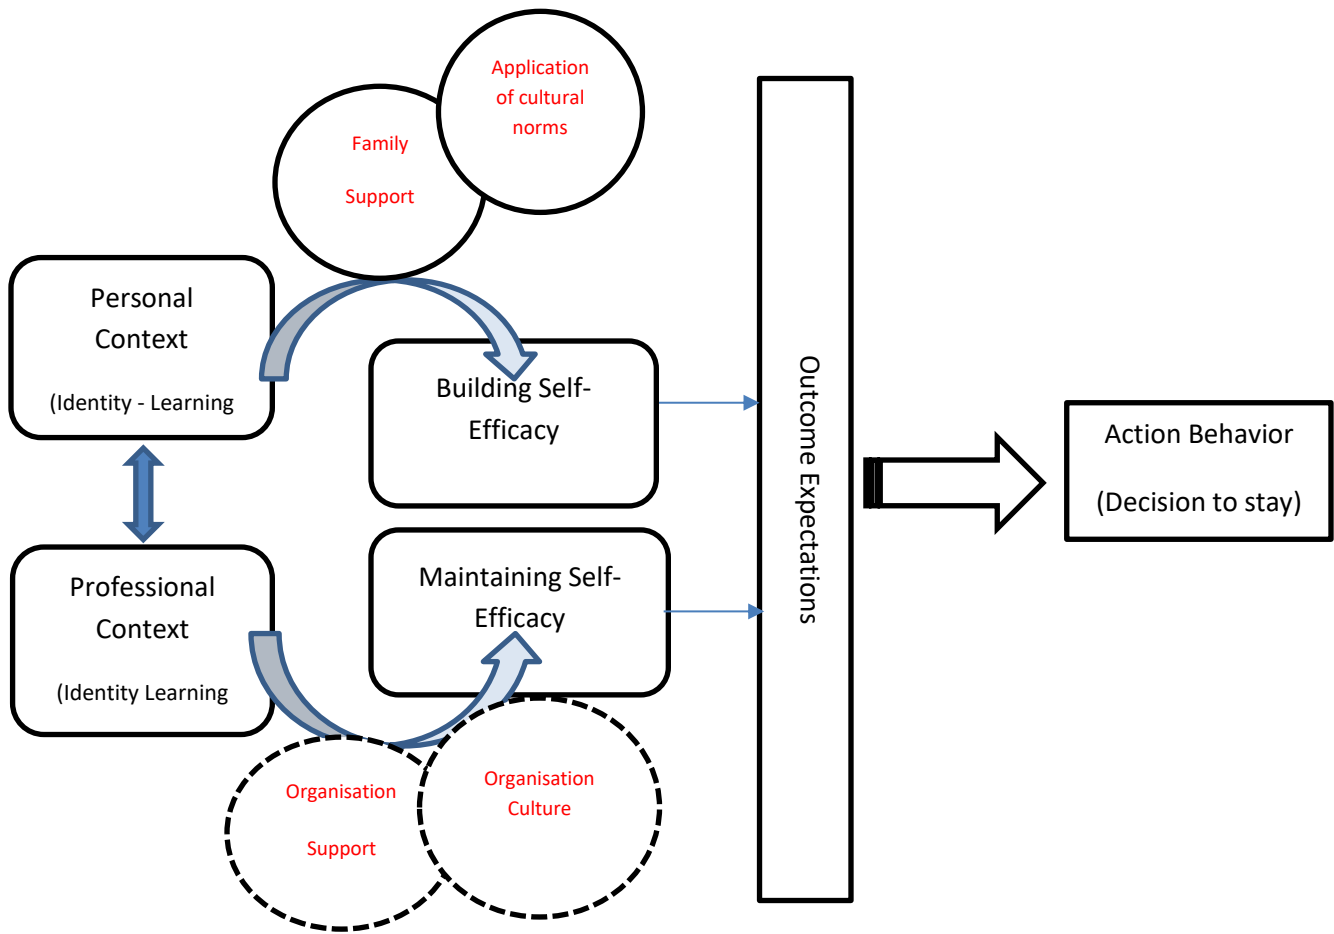 Application
of cultural
norms
Family
Support
Personal
Context
(Identity - Learning
Building Self-
Efficacy
Outcome Expectations
Action Behavior
(Decision to stay)
Professional
Context
(Identity Learning
Maintaining Self-
Efficacy
Organisation
Support
Organisation
Culture